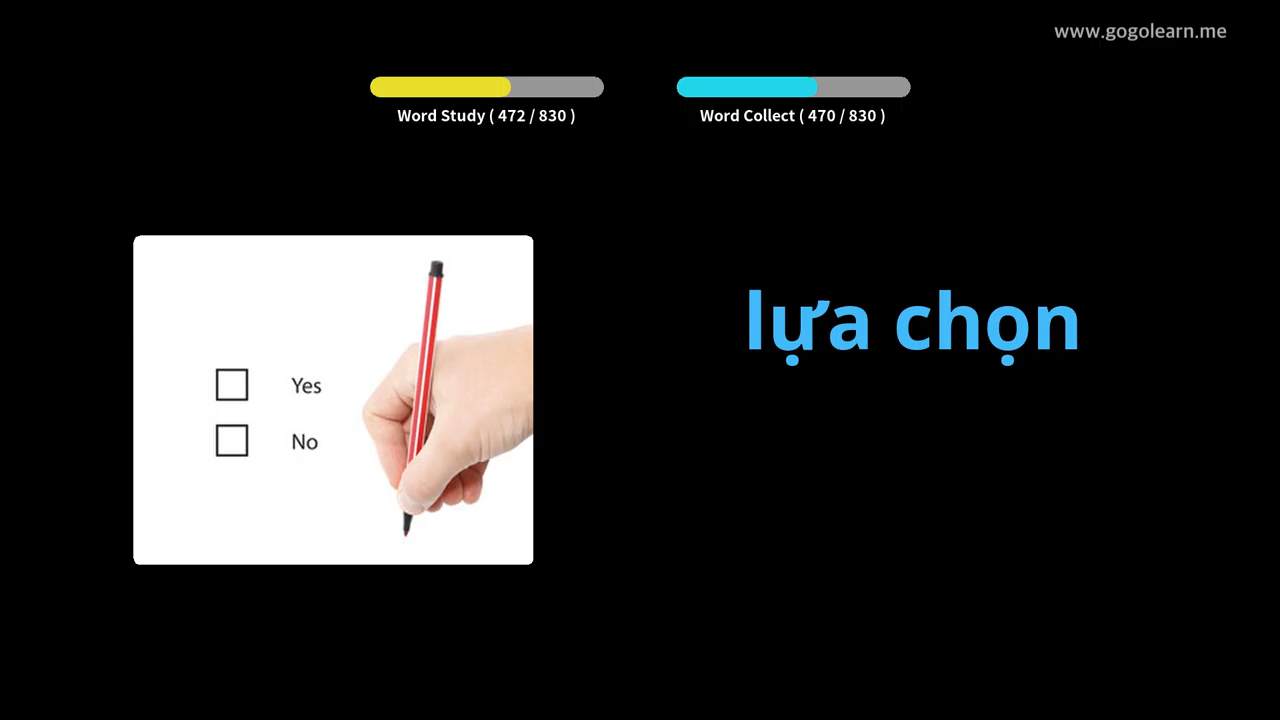 www.gogolearn.me
Word Study ( 472 / 830 )
Word Collect ( 470 / 830 )
lựa chọn
Yes
No